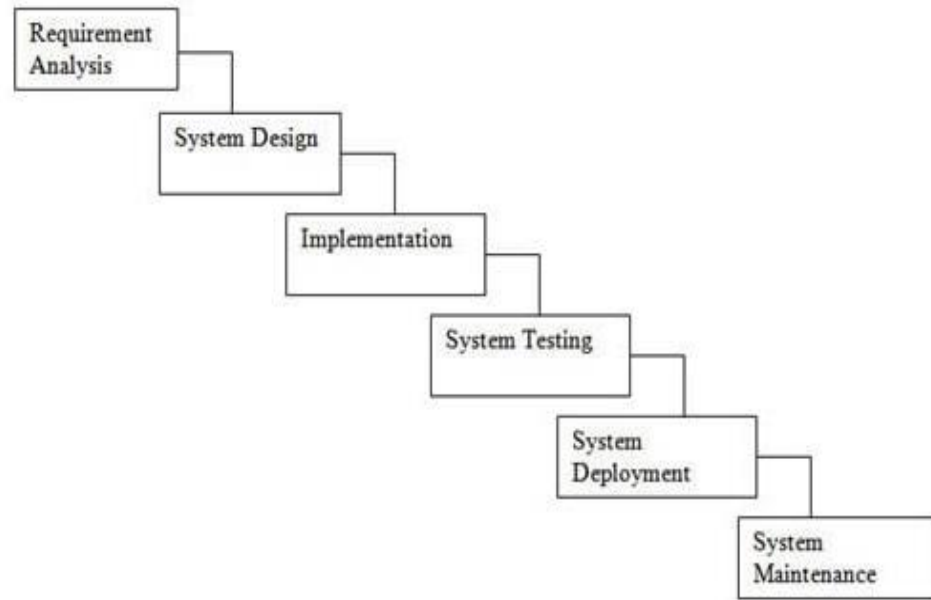 Requirement
Analysis
System Design
Implementation
System Testing
System
Deployment
System
Maintenance